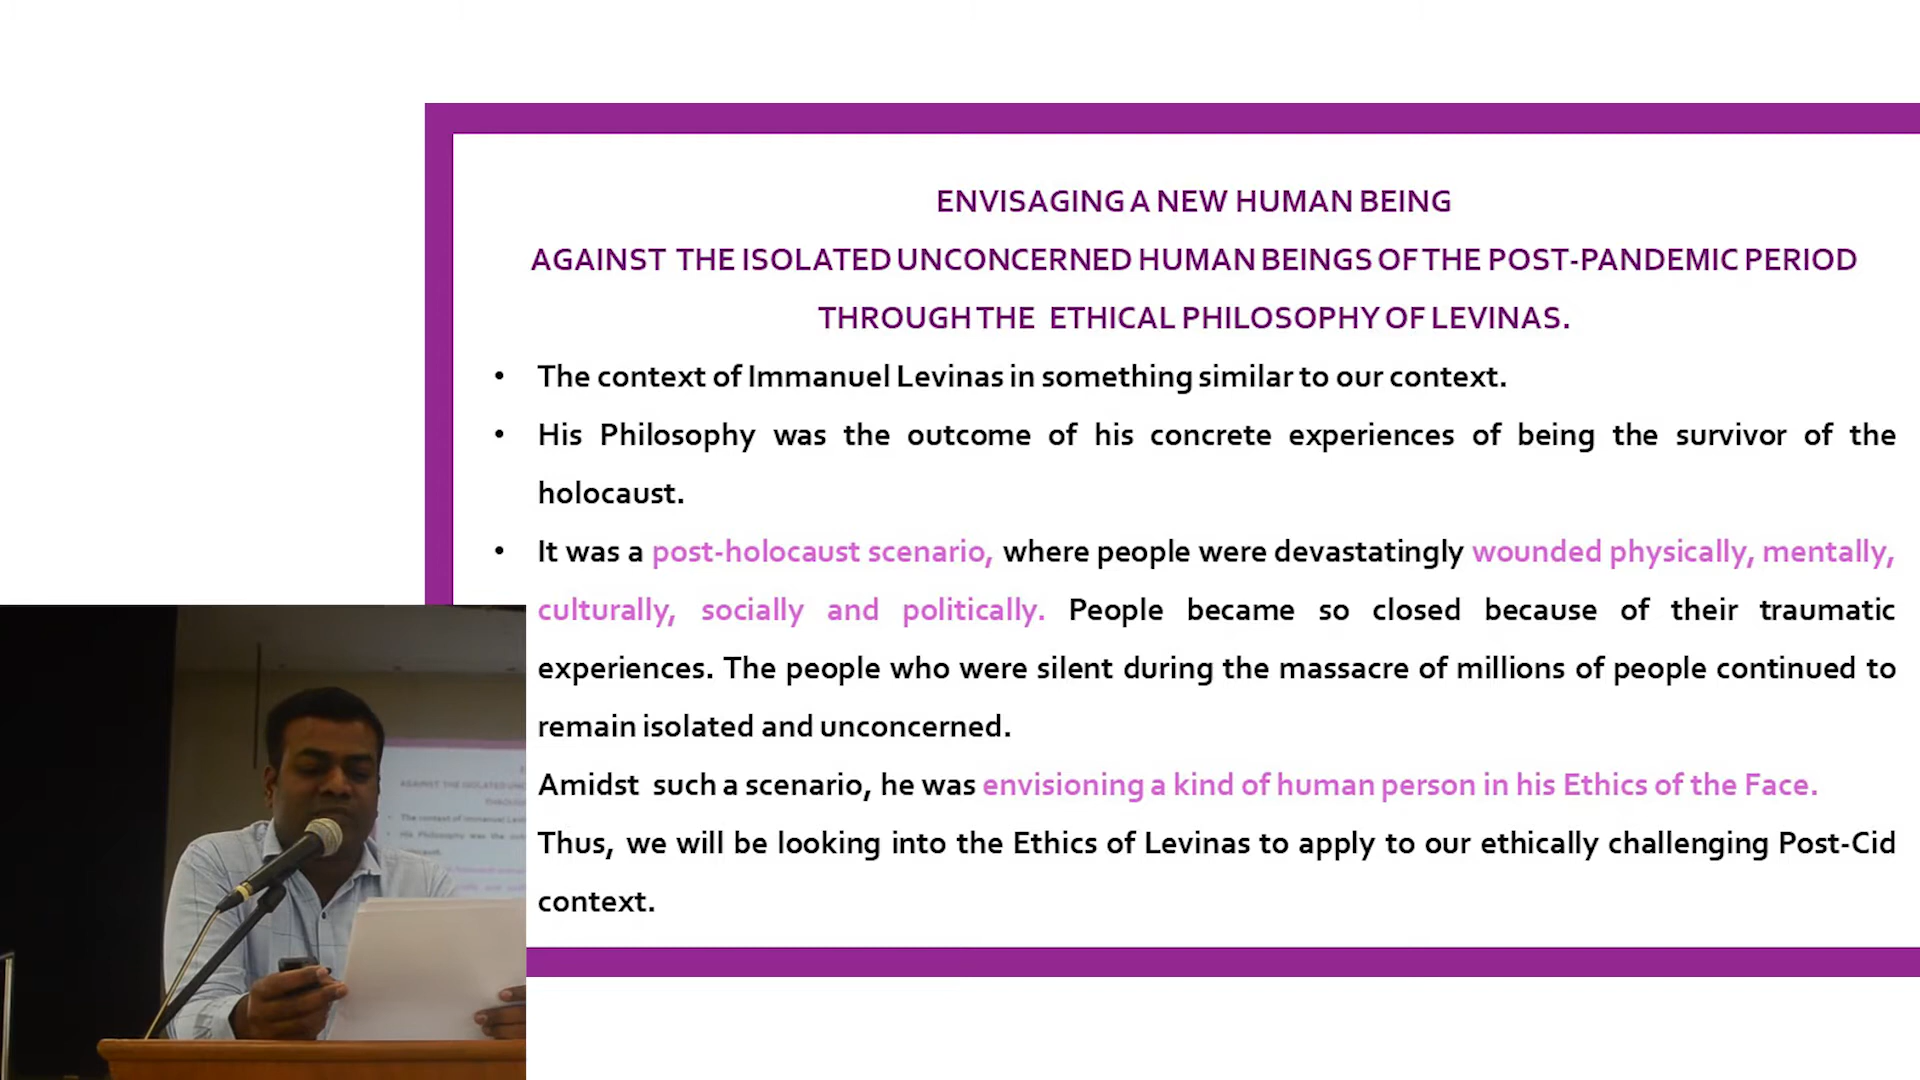 ENVISAGING A NEW HUMAN BEING
AGAINST THE ISOLATED UNCONCERNED HUMAN BEINGS OF THE POST-PANDEMIC PERIOD
THROUGH THE ETHICAL PHILOSOPHY OF LEVINAS.
• The context of Immanuel Levinas in something similar to our context.
• His Philosophy was the outcome of his concrete experiences of being the survivor of the
holocaust.
• It was a post-holocaust scenario, where people were devastatingly wounded physically, mentally,
culturally, socially and politically. People became so closed because of their traumatic
experiences. The people who were silent during the massacre of millions of people continued to
remain isolated and unconcerned.
Amidst such a scenario, he was envisioning a kind of human person in his Ethics of the Face.
Thus, we will be looking into the Ethics of Levinas to apply to our ethically challenging Post-Cid
context.